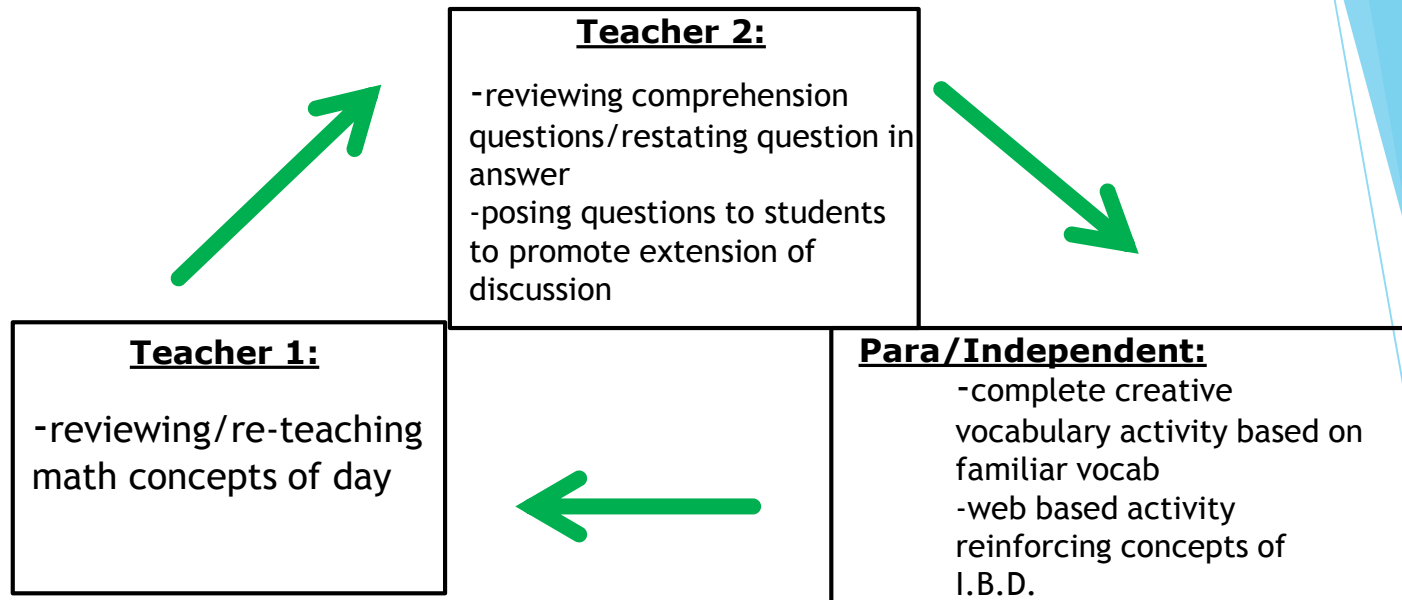 Teacher 2:
-reviewing comprehension
questions/restating question in
answer
-posing questions to students
to promote extension of
discussion
Teacher 1:
-reviewing/re-teaching
math concepts of day
Para/Independent:
-complete creative
vocabulary activity based on
familiar vocab
-web based activity
reinforcing concepts of
I.B.D.